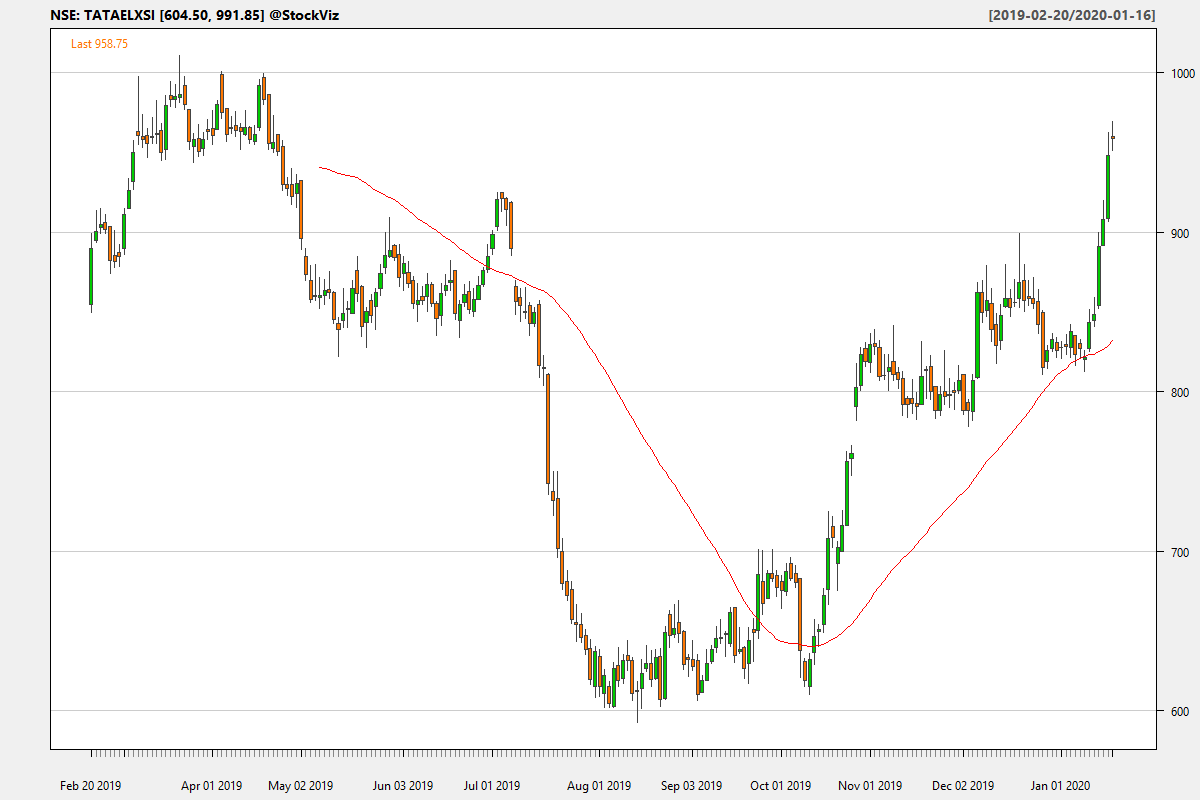 NSE: TATAELXSI [604.50, 991.85] @StockViz [2019-02-20/2020-01-16]
Last 958.75
1000
900
800
700
600
Feb 20 2019 Apr 01 2019 May 02 2019 Jun 03 2019 Jul 01 2019 Aug 01 2019 Sep 03 2019 Oct 01 2019 Nov 01 2019 Dec 02 2019 Jan 01 2020